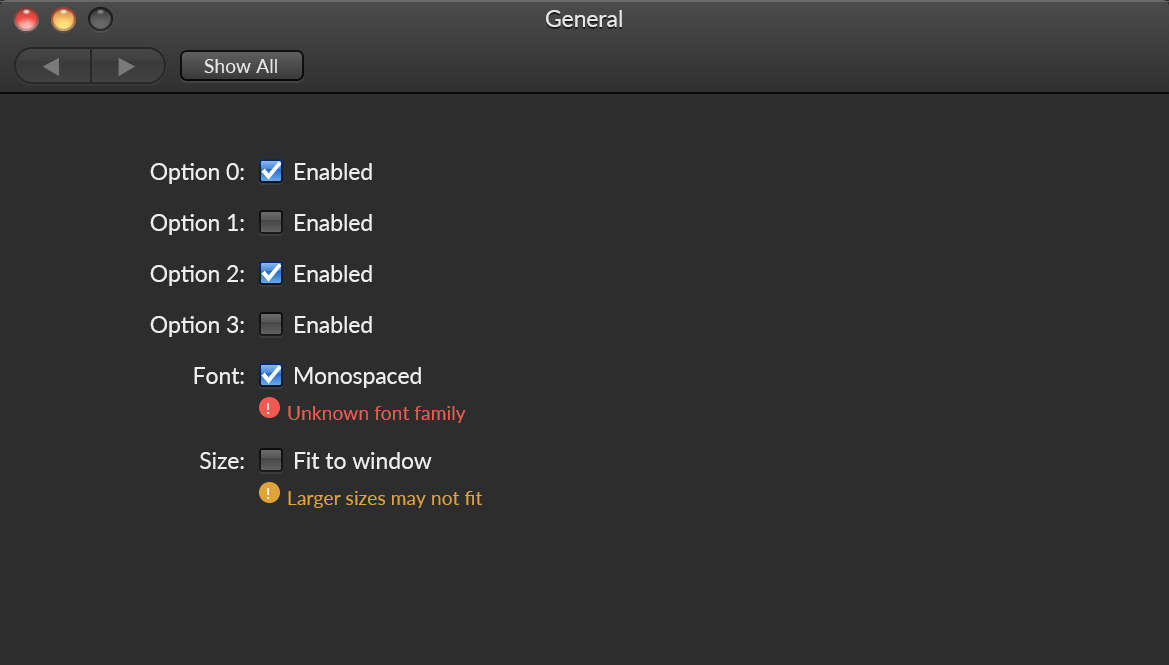 General
Show All
Option 0: Enabled
Option 1: Enabled
Option 2: Enabled
Option 3: Enabled
Font: Monospaced
! Unknown font family
Size: Fit to window
! Larger sizes may not fit